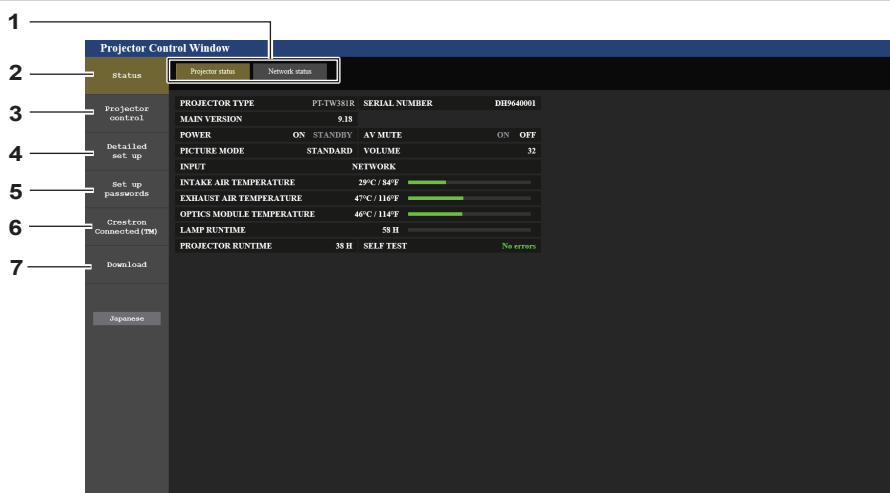 1
Projector Control Window
2
Status
Projector status Network status
3
Projector
control
4
Detailed
set up
5
Set up
passwords
6
Crestron
Connected(TM)
7
Download
Japanese
PROJECTOR TYPE PT-TW381R SERIAL NUMBER DH9640001
MAIN VERSION 9.18
POWER ON STANDBY AV MUTE ON OFF
PICTURE MODE STANDARD VOLUME 32
INPUT NETWORK
INTAKE AIR TEMPERATURE 29°C / 84°F
EXHAUST AIR TEMPERATURE 47°C / 116°F
OPTICS MODULE TEMPERATURE 46°C / 114°F
LAMP RUNTIME 58 H
PROJECTOR RUNTIME 38 H SELF TEST No errors